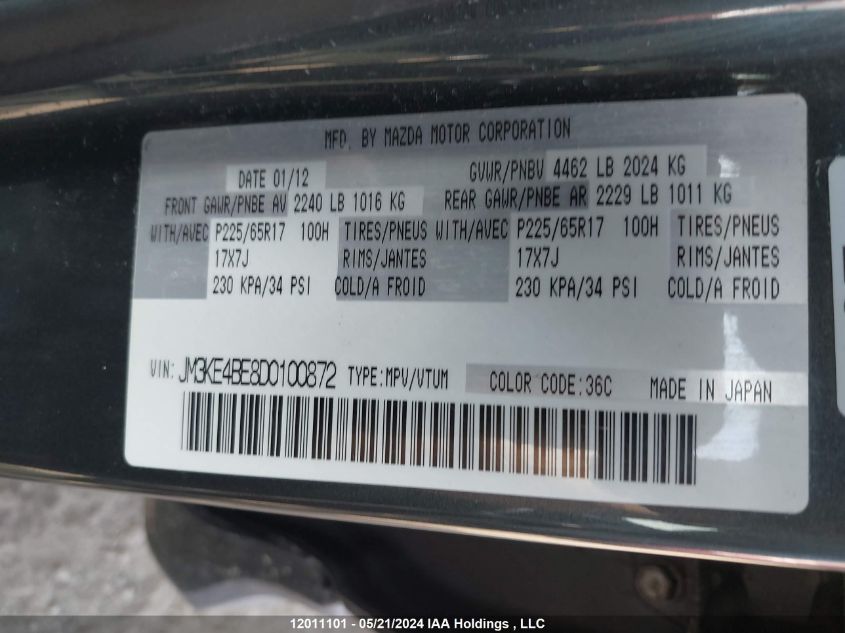 MFD. BY MAZDA MOTOR CORPORATION
DATE 01/12 GVWR/PNBV 4462 LB 2024 KG
FRONT GAWR/PNBE AV 2240 LB 1016 KG REAR GAWR/PNBE AR 2229 LB 1011 KG
WITH/AVEC P225/65R17 100H TIRES/PNEUS WITH/AVEC P225/65R17 100H TIRES/PNEUS
17X7J RIMS/JANTES 17X7J RIMS/JANTES
230 KPA/34 PSI COLD/A FROID 230 KPA/34 PSI COLD/A FROID
VIN: JM3KE4BE8D0100872 TYPE:MPV/VTUM COLOR CODE:36C MADE IN JAPAN
12011101 - 05/21/2024 IAA Holdings , LLC